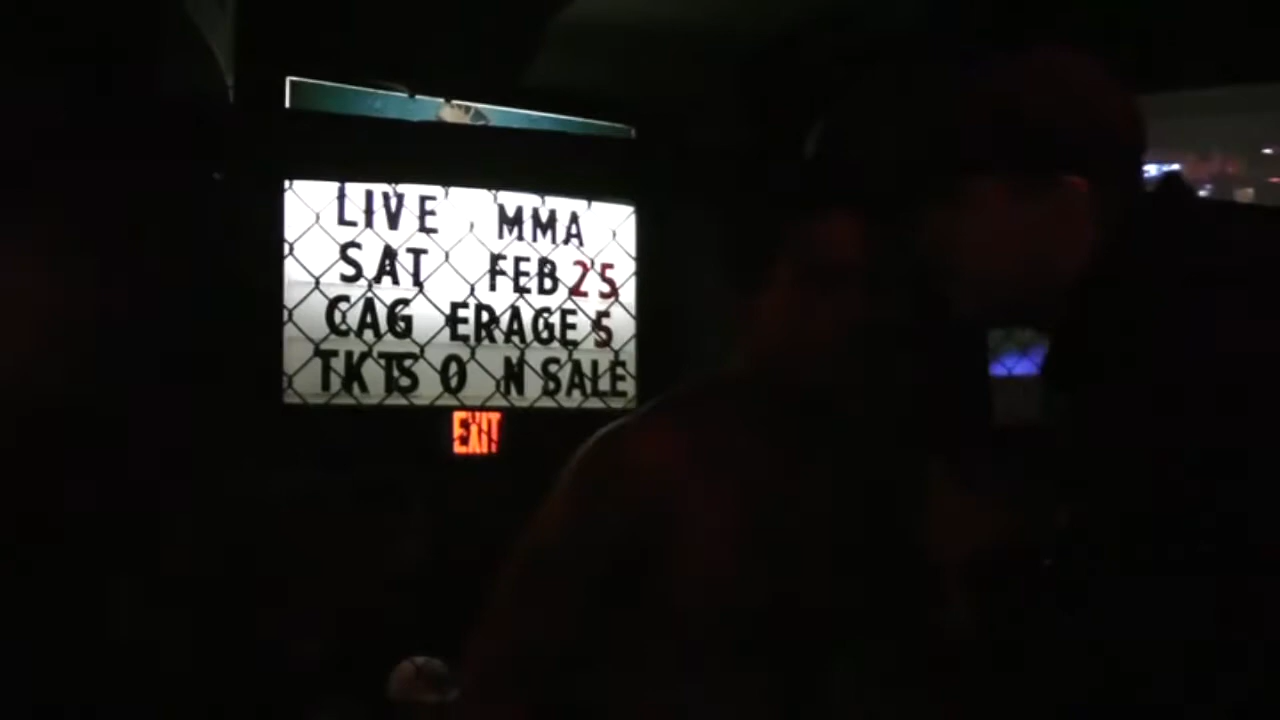 LIVE MMA
SAT FEB 25
CAG ERAGE 5
TKTS O N SALE
EXIT